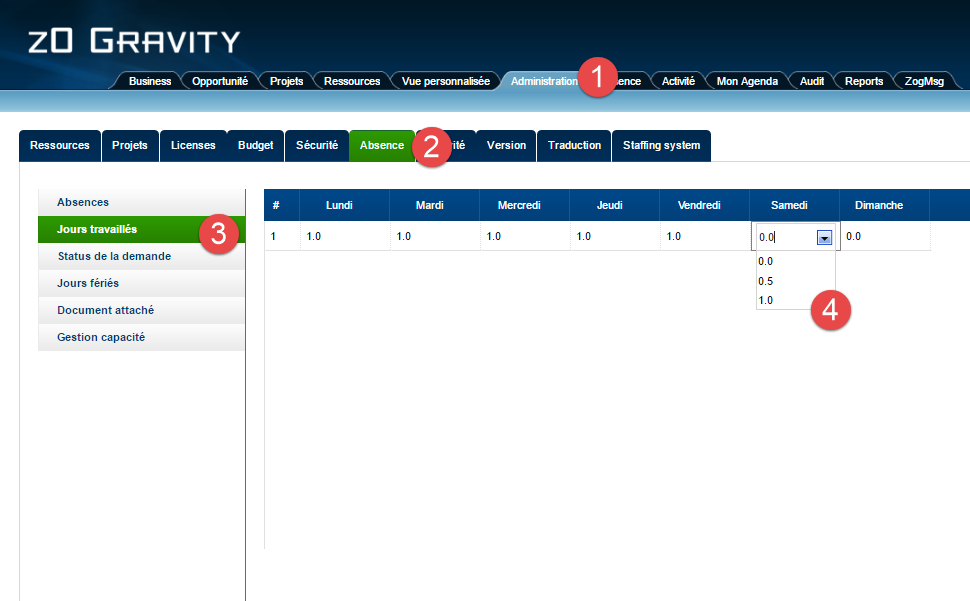 z0 GRAVITY
Business Opportunité Projets Ressources Vue personnalisée Administration 1 ence Activité Mon Agenda Audit Reports ZogMsg
Ressources Projets Licenses Budget Sécurité Absence 2 ité Version Traduction Staffing system
Absences
Jours travaillés 3
Status de la demande
Jours fériés
Document attaché
Gestion capacité
# Lundi Mardi Mercredi Jeudi Vendredi Samedi Dimanche
1 1.0 1.0 1.0 1.0 1.0 0.0 0.0
0.0
0.5
1.0
4